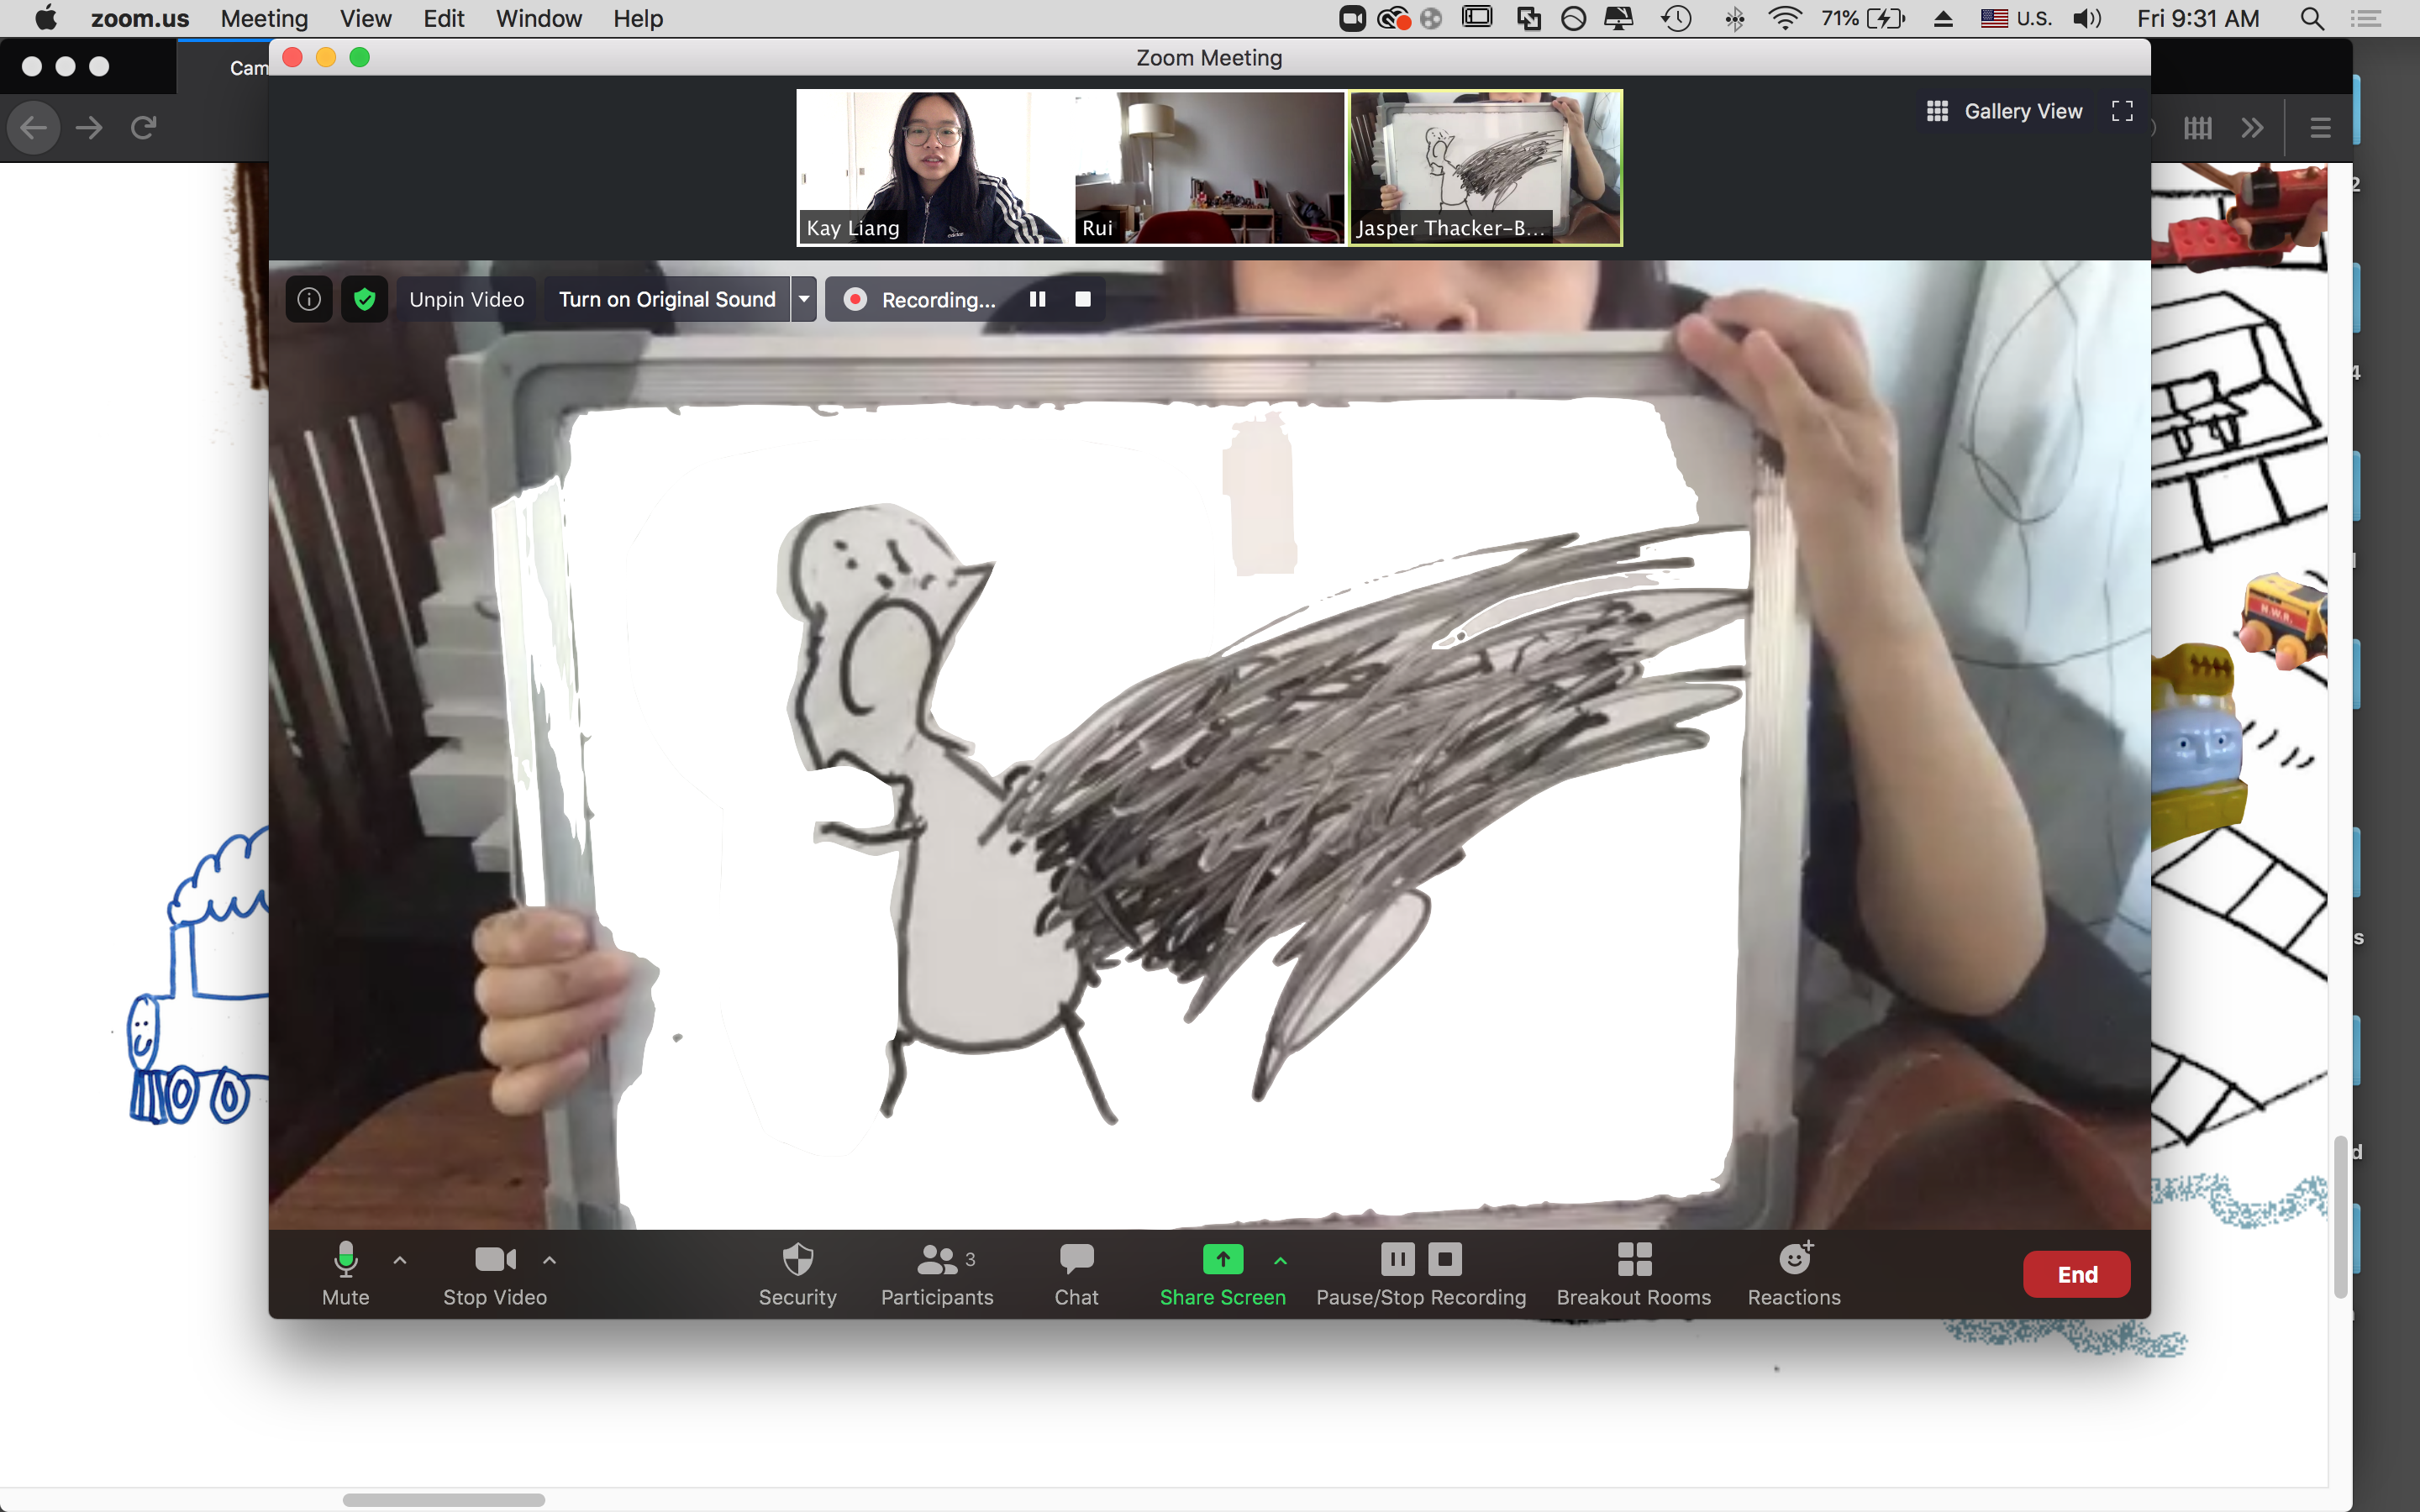 zoom.us Meeting View Edit Window Help 71% U.S. Fri 9:31 AM
Cam
Zoom Meeting
Gallery View
Kay Liang Rui Jasper Thacker-B...
Unpin Video Turn on Original Sound Recording...
2
4
N.W.R.
s
d
3
Mute Stop Video Security Participants Chat Share Screen Pause/Stop Recording Breakout Rooms Reactions End